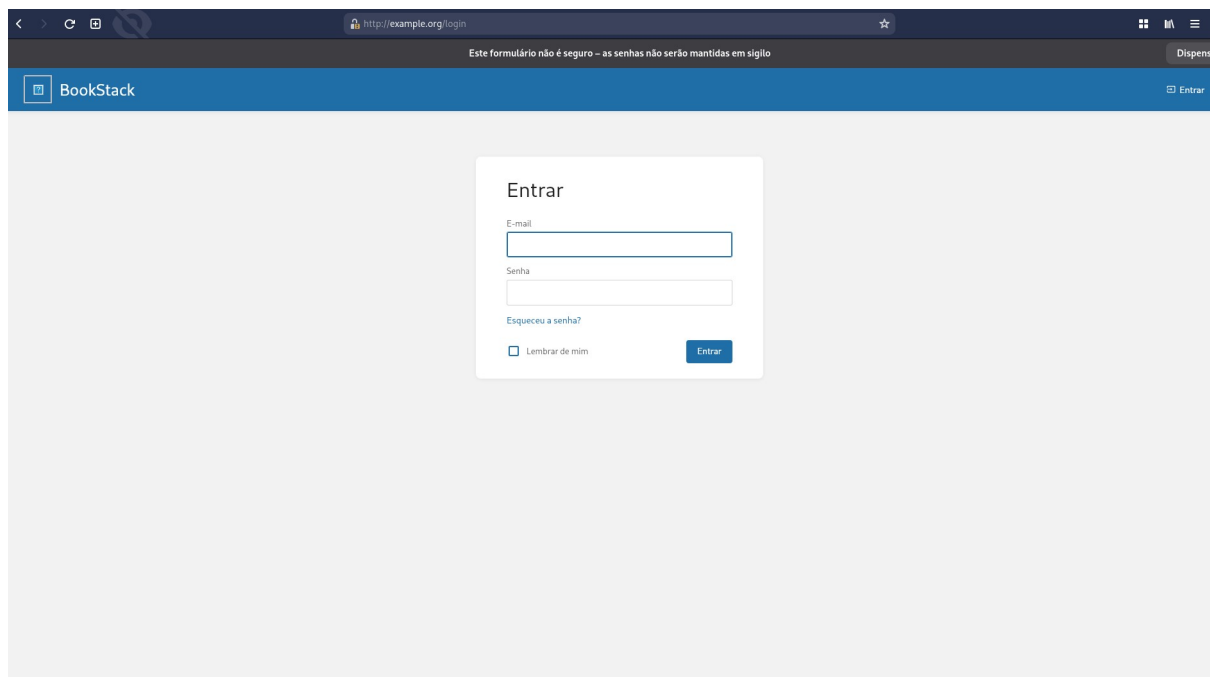 http://example.org/login
Este formulário não é seguro – as senhas não serão mantidas em sigilo
Dispens
BookStack
Entrar
Entrar
E-mail
Senha
Esqueceu a senha?
Lembrar de mim
Entrar